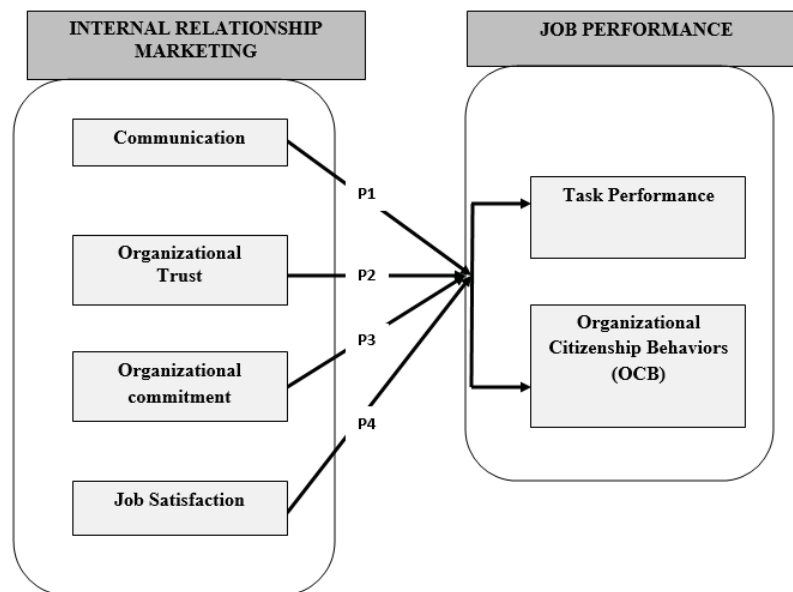 INTERNAL RELATIONSHIP
MARKETING
JOB PERFORMANCE
Communication
P1
Task Performance
Organizational
Trust
P2
Organizational
Citizenship Behaviors
(OCB)
P3
Organizational
commitment
P4
Job Satisfaction